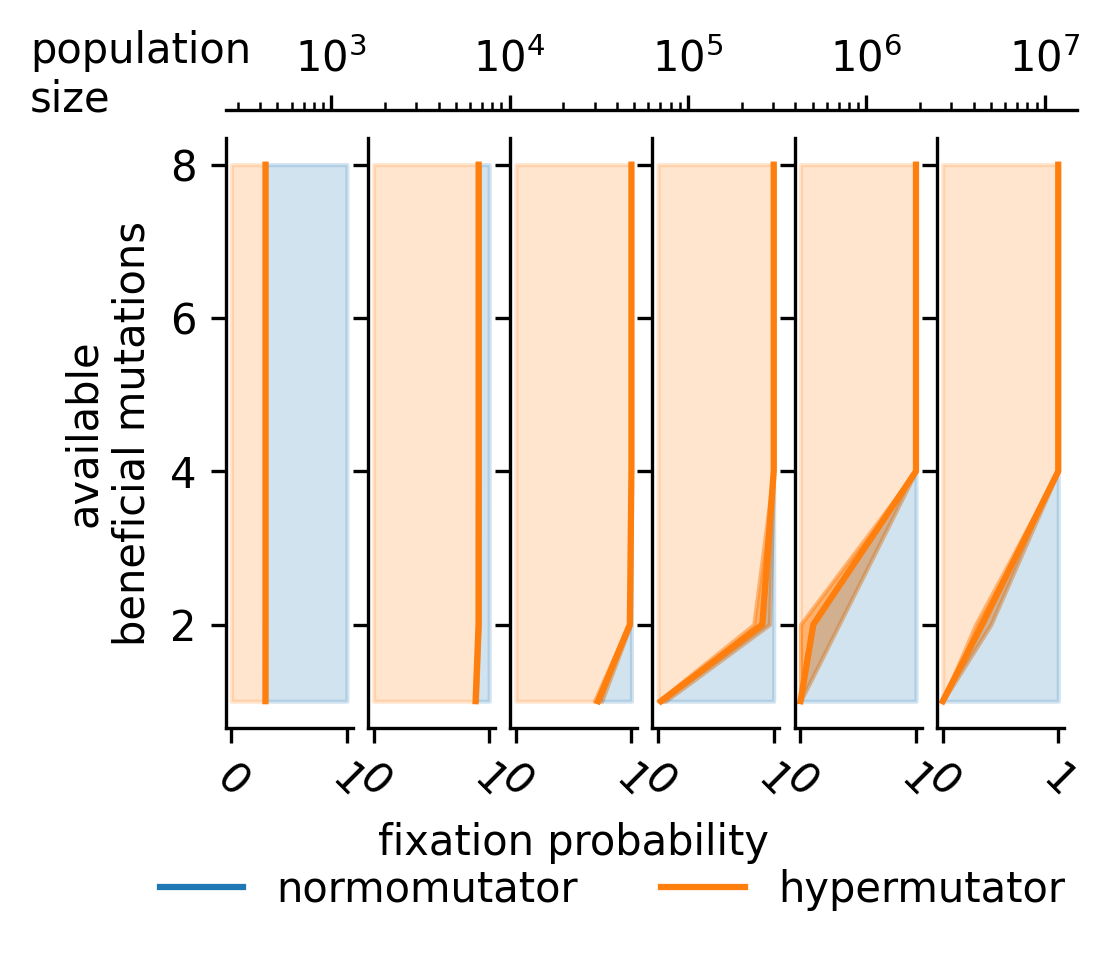 population
size
10³ 10⁴ 10⁵ 10⁶ 10⁷
available
beneficial mutations
8
6
4
2
0 1 0 1 0 1 0 1 0 1 0 1
fixation probability
normomutator hypermutator